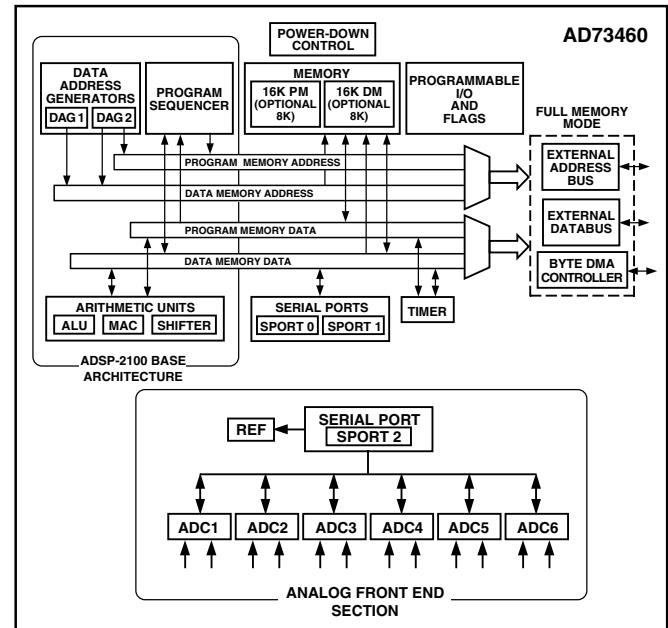 AD73460
POWER-DOWN
CONTROL
DATA
ADDRESS
GENERATORS
DAG 1
DAG 2
PROGRAM
SEQUENCER
MEMORY
16K PM
(OPTIONAL
8K)
16K DM
(OPTIONAL
8K)
PROGRAMMABLE
I/O
AND
FLAGS
FULL MEMORY
MODE
PROGRAM MEMORY ADDRESS
DATA MEMORY ADDRESS
PROGRAM MEMORY DATA
DATA MEMORY DATA
EXTERNAL
ADDRESS
BUS
EXTERNAL
DATABUS
BYTE DMA
CONTROLLER
ARITHMETIC UNITS
ALU
MAC
SHIFTER
SERIAL PORTS
SPORT 0
SPORT 1
TIMER
ADSP-2100 BASE
ARCHITECTURE
REF
SERIAL PORT
SPORT 2
ADC1
ADC2
ADC3
ADC4
ADC5
ADC6
ANALOG FRONT END
SECTION